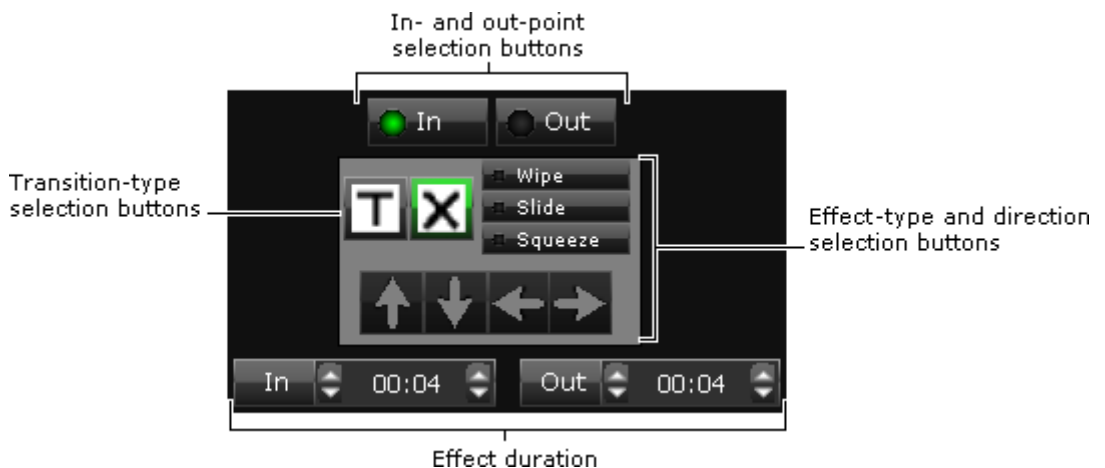 In- and out-point
selection buttons
In
Out
Transition-type
selection buttons
T
X
Wipe
Slide
Squeeze
Effect-type and direction
selection buttons
In 00:04 Out 00:04
Effect duration